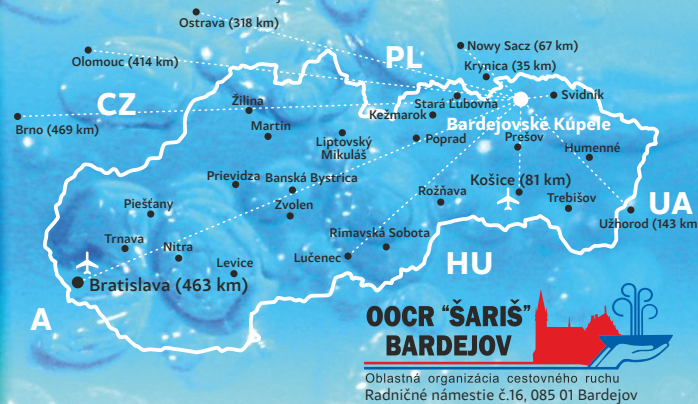 Ostrava (318 km)
PL
Nowy Sacz (67 km)
Olomouc (414 km)
Krynica (35 km)
CZ
Žilina
Stará Ľubovňa
Svidník
Brno (469 km)
Kežmarok
Martin
Bardejovské Kúpele
Liptovský
Mikuláš
Poprad
Prešov
Humenné
Prievidza
Banská Bystrica
Košice (81 km)
Piešťany
Zvolen
Rožňava
Trebišov
UA
Užhorod (143 km
Trnava
Nitra
Rimavská Sobota
Levice
Lučenec
HU
Bratislava (463 km)
A
OOCR “ŠARIŠ”
BARDEJOV
Oblastná organizácia cestovného ruchu
Radničné námestie č.16, 085 01 Bardejov